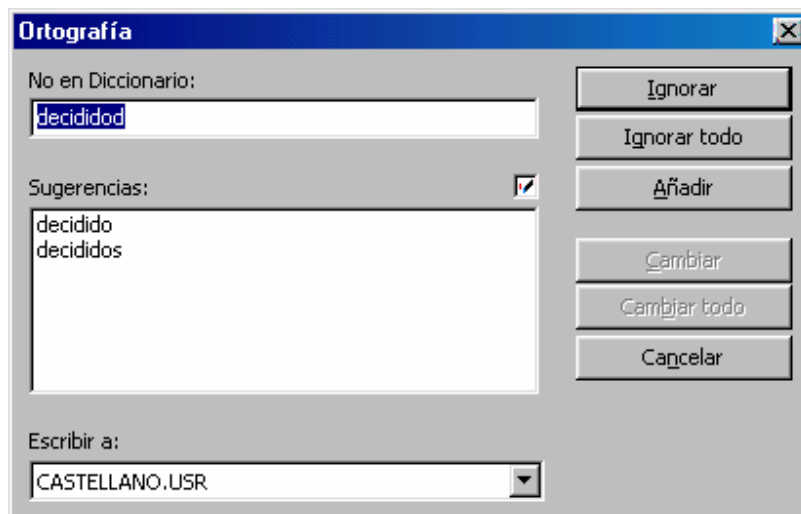 Ortografía
No en Diccionario:
decididod
Sugerencias:
decidido
decididos
Escribir a:
CASTELLANO.USR
Ignorar
Ignorar todo
Añadir
Cambiar
Cambiar todo
Cancelar